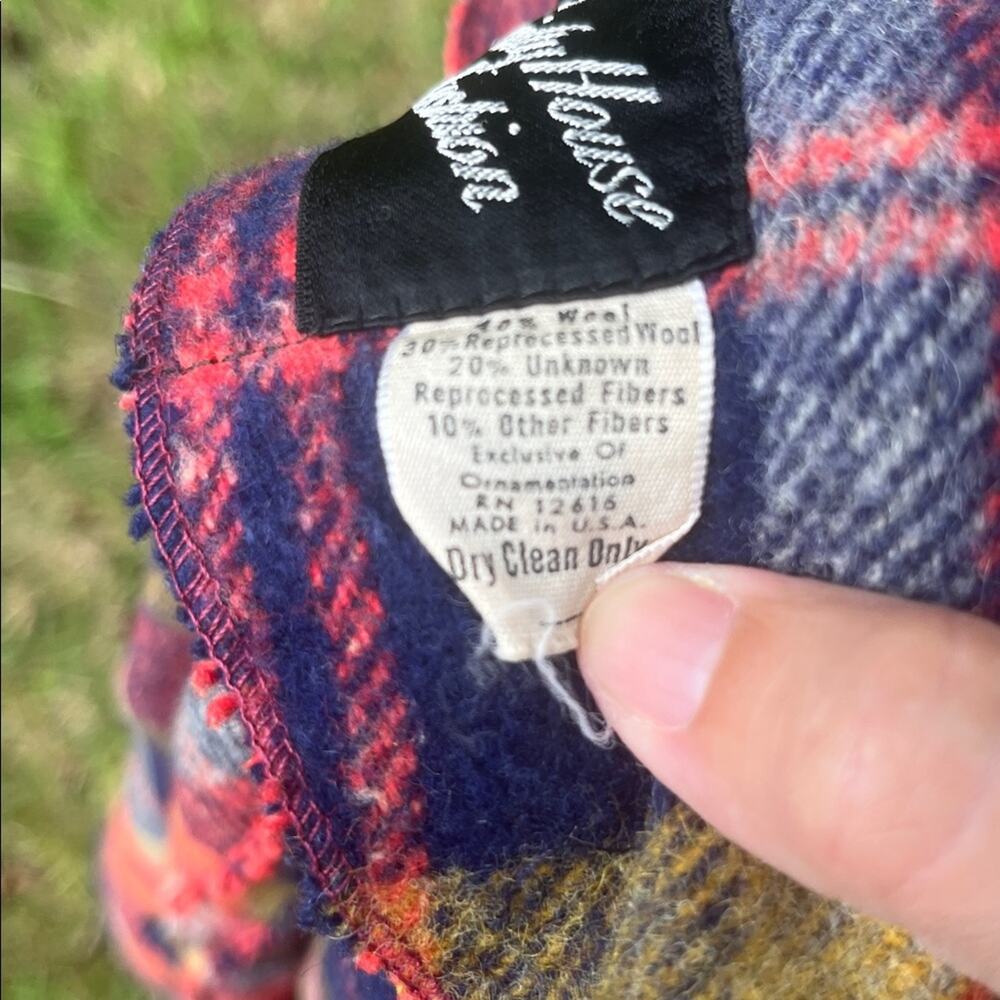 House
40% Wool
30% Reprocessed Wool
20% Unknown
Reprocessed Fibers
10% Other Fibers
Exclusive Of
Ornamentation
RN 12616
MADE in U.S.A.
Dry Clean Only